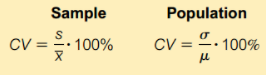 Sample Population
CV = s/x̄ · 100% CV = σ/μ · 100%